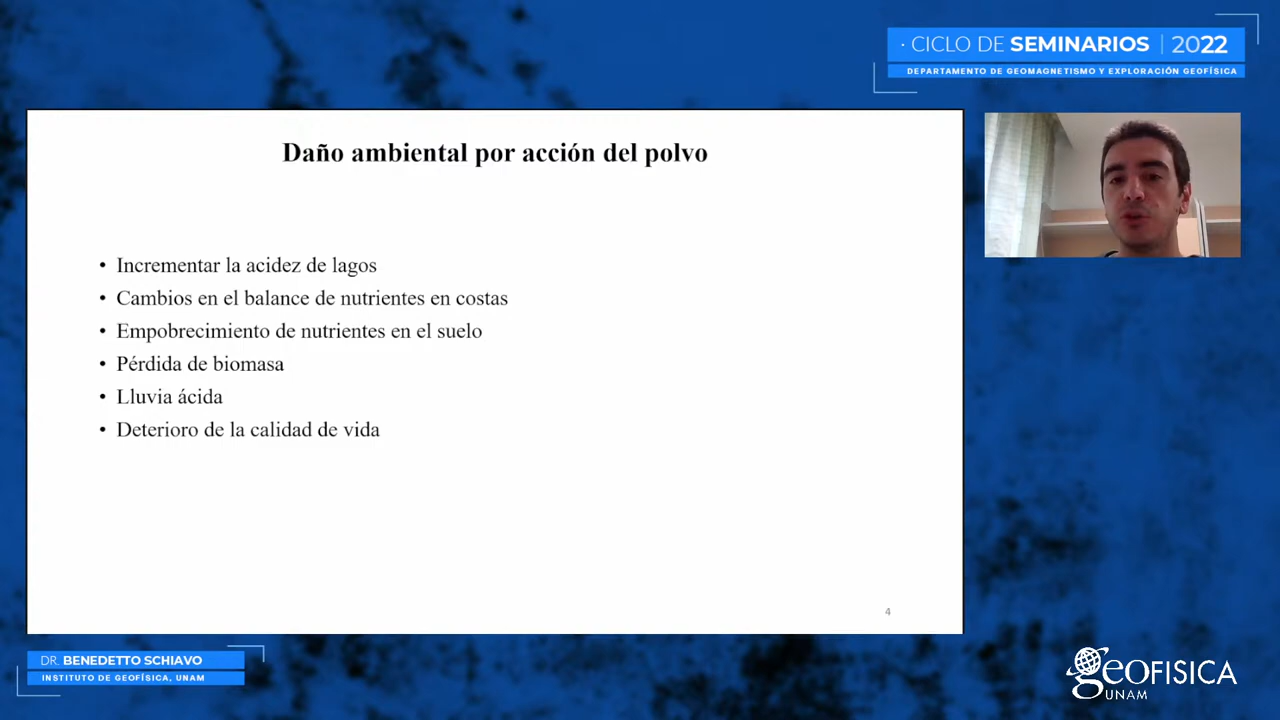 · CICLO DE SEMINARIOS | 2022
DEPARTAMENTO DE GEOMAGNETISMO Y EXPLORACIÓN GEOFÍSICA
Daño ambiental por acción del polvo
• Incrementar la acidez de lagos
• Cambios en el balance de nutrientes en costas
• Empobrecimiento de nutrientes en el suelo
• Pérdida de biomasa
• Lluvia ácida
• Deterioro de la calidad de vida
4
DR. BENEDETTO SCHIAVO
INSTITUTO DE GEOFÍSICA, UNAM
GEOFISICA
UNAM